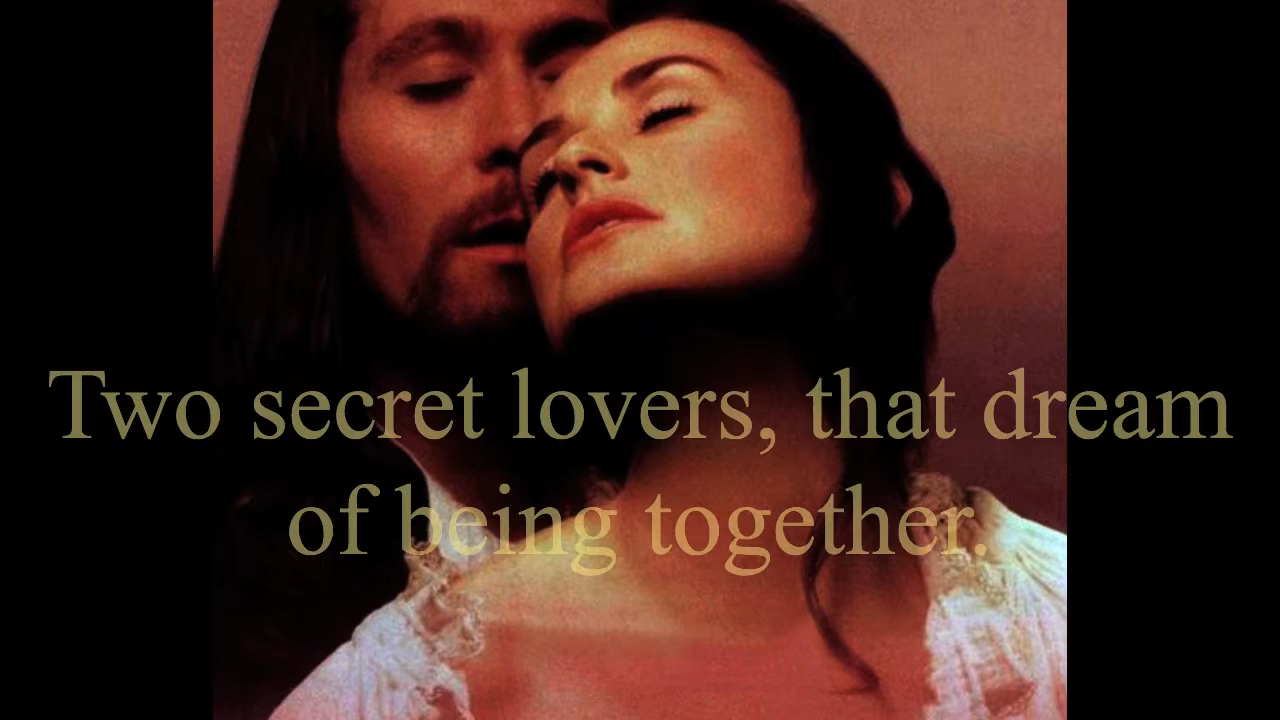 Two secret lovers, that dream
of being together.